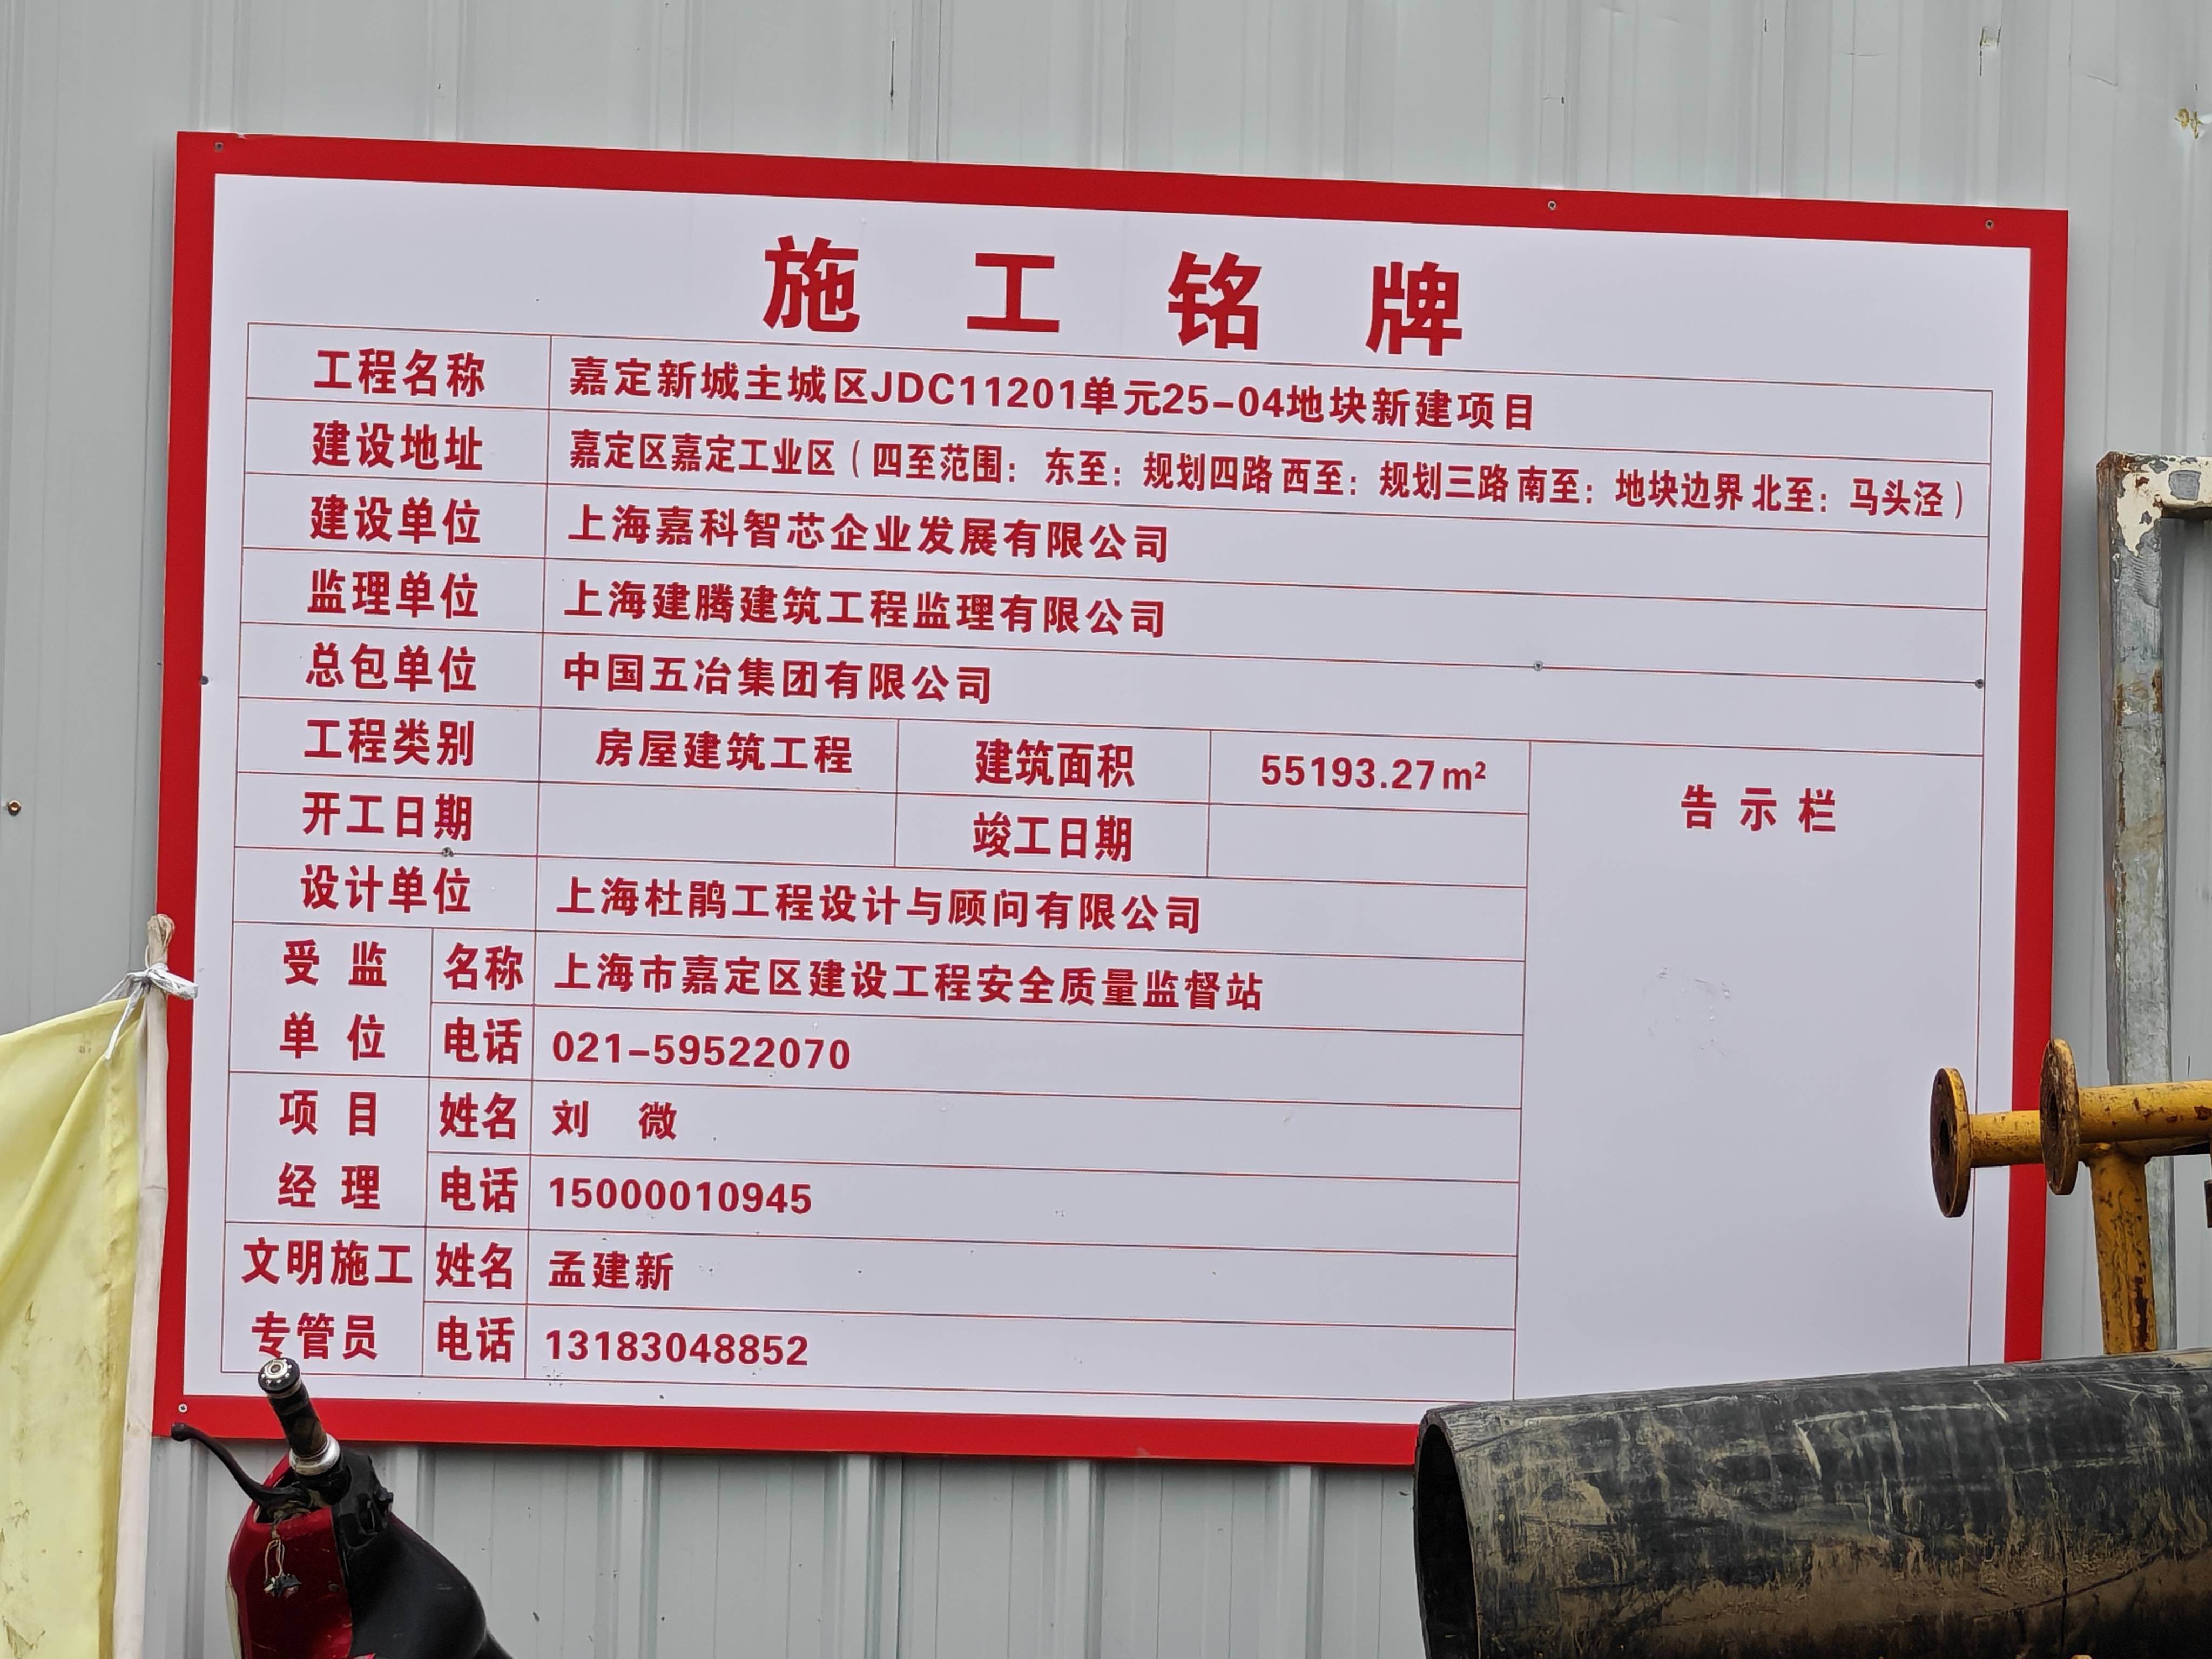 施工铭牌
工程名称 嘉定新城主城区JDC11201单元25-04地块新建项目
建设地址 嘉定区嘉定工业区（四至范围：东至：规划四路 西至：规划三路 南至：地块边界 北至：马头泾）
建设单位 上海嘉科智芯企业发展有限公司
监理单位 上海建腾建筑工程监理有限公司
总包单位 中国五冶集团有限公司
工程类别 房屋建筑工程 建筑面积 55193.27m²
告示栏
开工日期 竣工日期
设计单位 上海杜鹃工程设计与顾问有限公司
受监 名称 上海市嘉定区建设工程安全质量监督站
单位 电话 021-59522070
项目 姓名 刘 微
经理 电话 15000010945
文明施工 姓名 孟建新
专管员 电话 13183048852